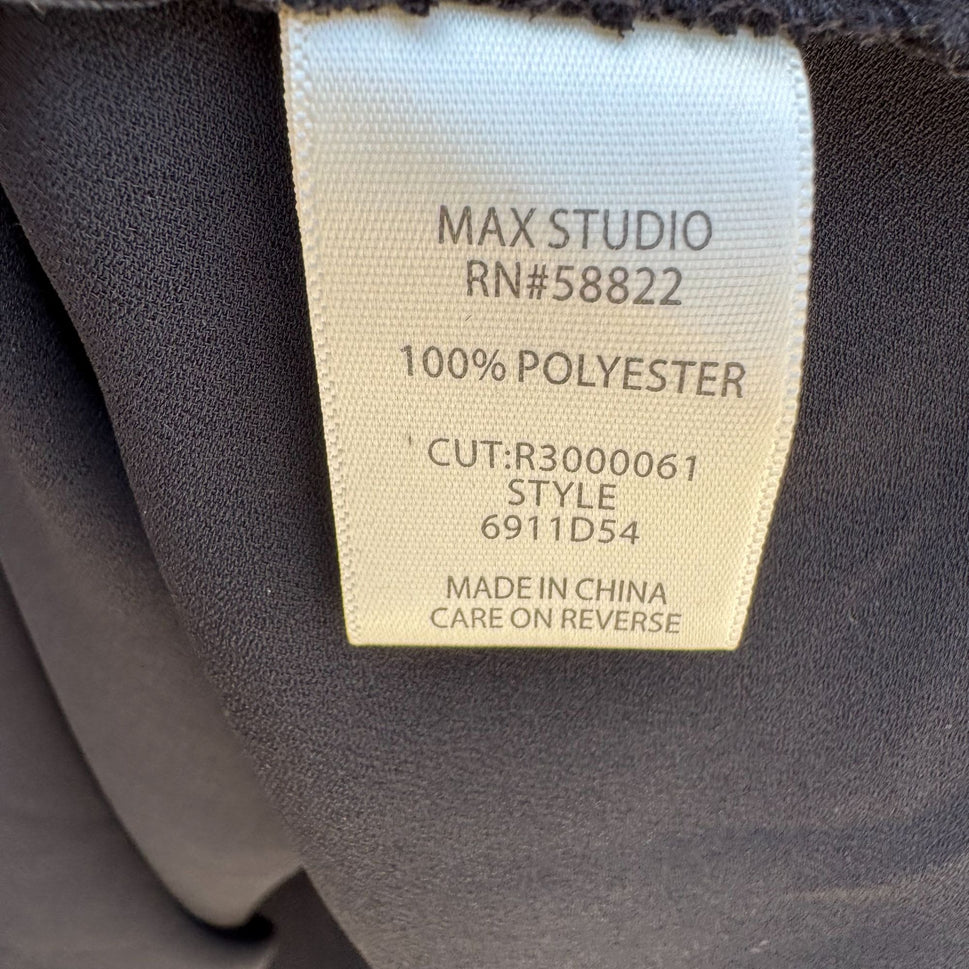 MAX STUDIO
RN#58822
100% POLYESTER
CUT:R3000061
STYLE
6911D54
MADE IN CHINA
CARE ON REVERSE